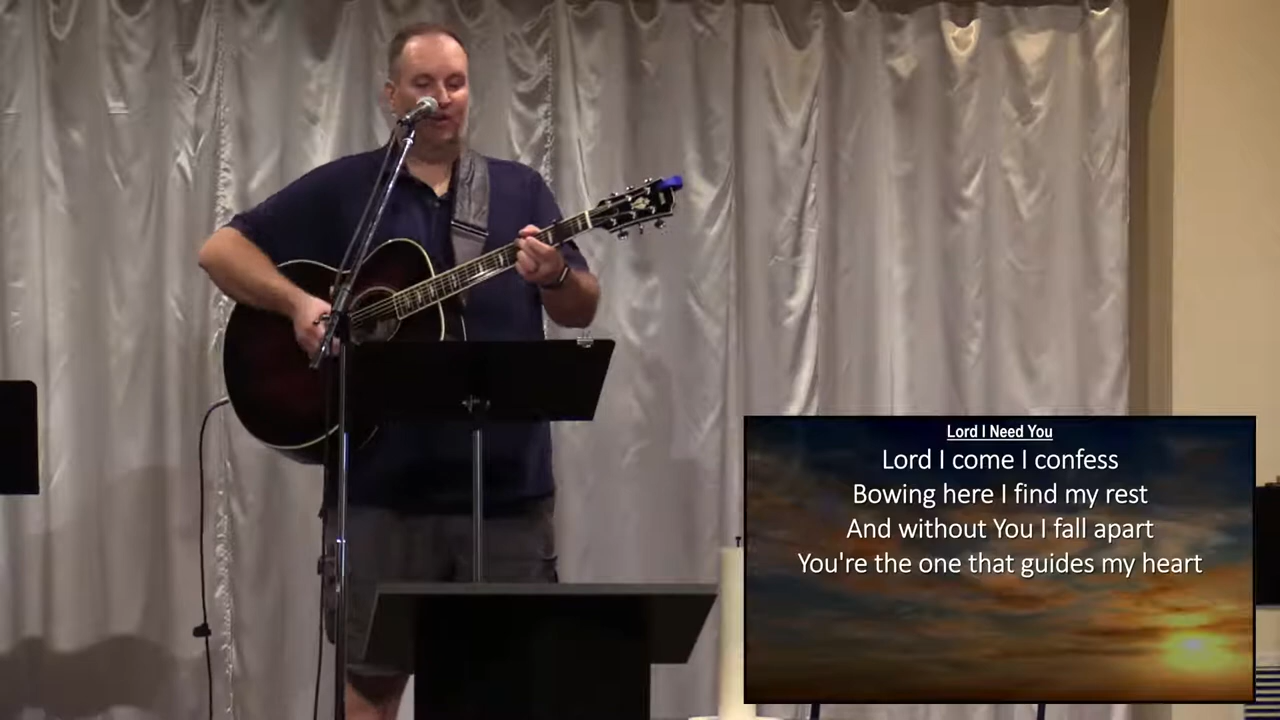 Lord I Need You
Lord I come I confess
Bowing here I find my rest
And without You I fall apart
You're the one that guides my heart